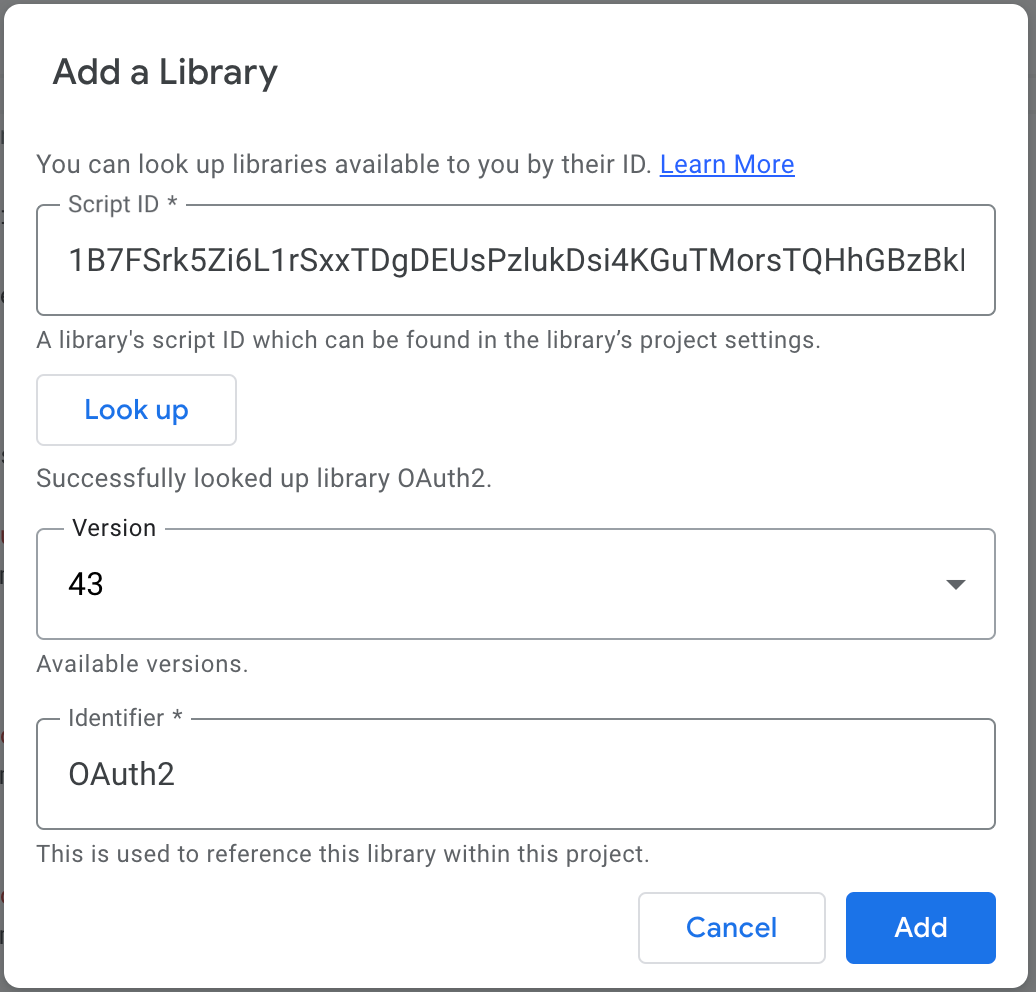 Add a Library
You can look up libraries available to you by their ID. Learn More
Script ID *
1B7FSrk5Zi6L1rSxxTDgDEUsPzlukDsi4KGuTMorsTQHhGBzBkI
A library's script ID which can be found in the library’s project settings.
Look up
Successfully looked up library OAuth2.
Version
43
Available versions.
Identifier *
OAuth2
This is used to reference this library within this project.
Cancel
Add